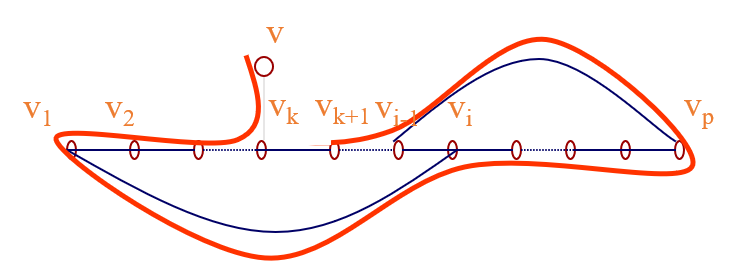 v
v₁ v₂ vₖ vₖ₊₁ vᵢ₋₁ vᵢ vₚ